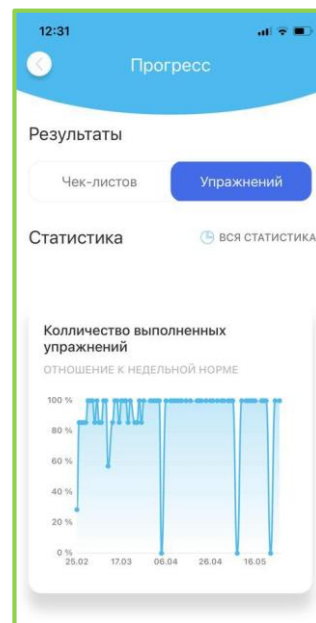 12:31
Прогресс
Результаты
Чек-листов
Упражнений
Статистика
ВСЯ СТАТИСТИКА
Колличество выполненных
упражнений
ОТНОШЕНИЕ К НЕДЕЛЬНОЙ НОРМЕ
100 %
80 %
60 %
40 %
20 %
0 %
25.02 17.03 06.04 26.04 16.05